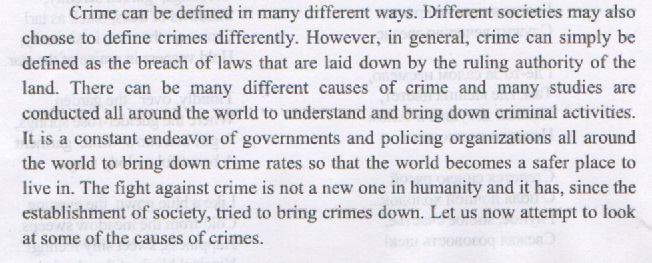 Crime can be defined in many different ways. Different societies may also
choose to define crimes differently. However, in general, crime can simply be
defined as the breach of laws that are laid down by the ruling authority of the
land. There can be many different causes of crime and many studies are
conducted all around the world to understand and bring down criminal activities.
It is a constant endeavor of governments and policing organizations all around
the world to bring down crime rates so that the world becomes a safer place to
live in. The fight against crime is not a new one in humanity and it has, since the
establishment of society, tried to bring crimes down. Let us now attempt to look
at some of the causes of crimes.